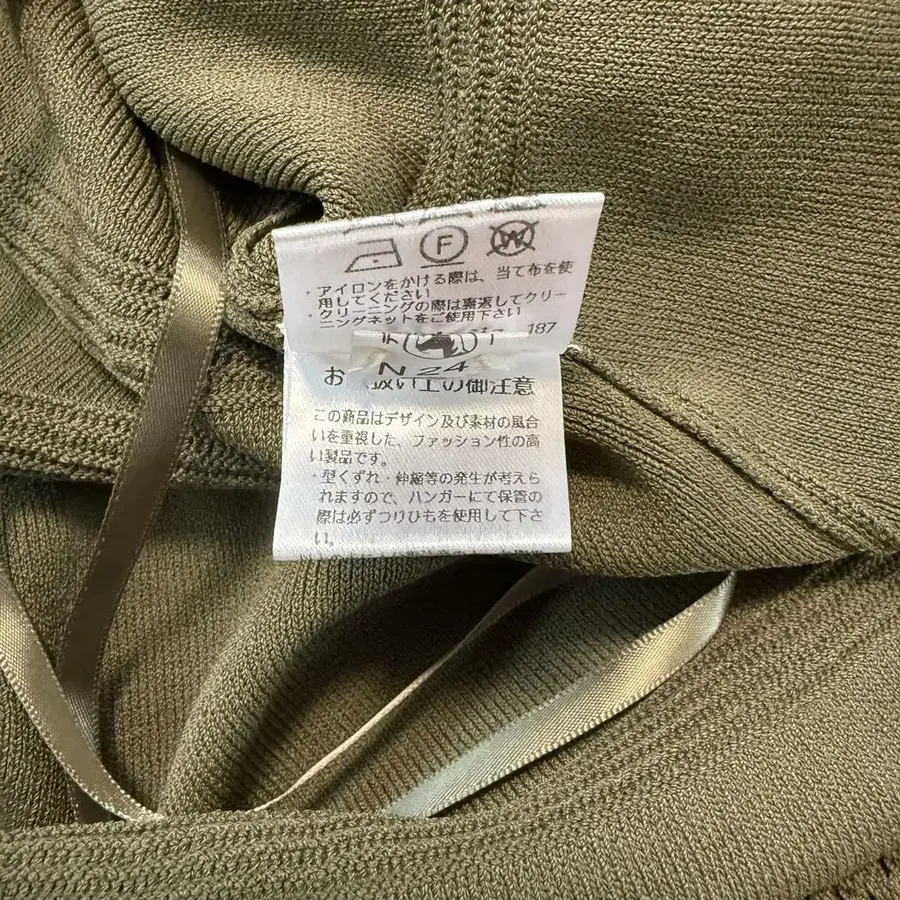 F W
・アイロンをかける際は、当て布を使
用してください
・クリーニングの際は裏返してクリー
ニングネットをご使用下さい
187
N 24
お 扱い上の御注意
この商品はデザイン及び素材の風合
いを重視した、ファッション性の高
い製品です。
・型くずれ・伸縮等の発生が考えら
れますので、ハンガーにて保管の
際は必ずつりひもを使用して下さ
い。